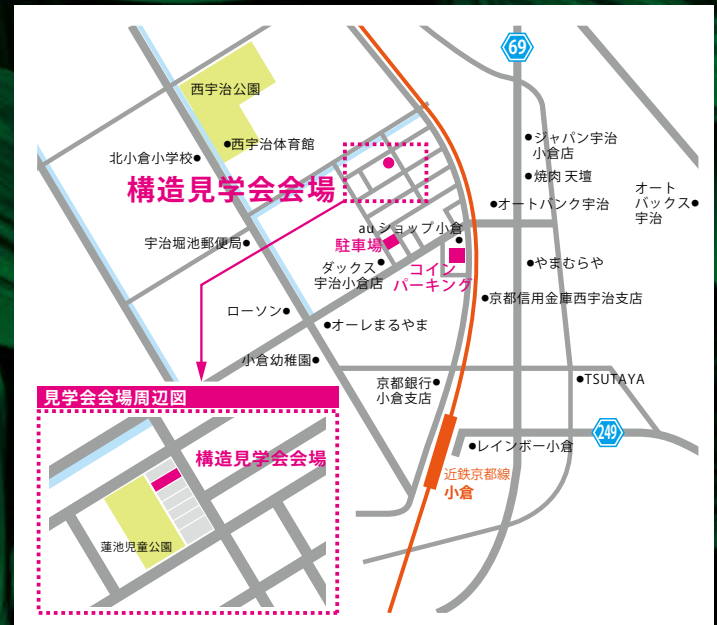 69
西宇治公園
西宇治体育館
北小倉小学校
ジャパン宇治
小倉店
焼肉 天壇
構造見学会会場
オートバンク宇治
オート
バックス
宇治
au ショップ小倉
駐車場
宇治堀池郵便局
ダックス
宇治小倉店
コイン
パーキング
やまむらや
京都信用金庫西宇治支店
ローソン
オーレまるやま
小倉幼稚園
京都銀行
小倉支店
TSUTAYA
見学会会場周辺図
249
レインボー小倉
構造見学会会場
近鉄京都線
小倉
蓮池児童公園